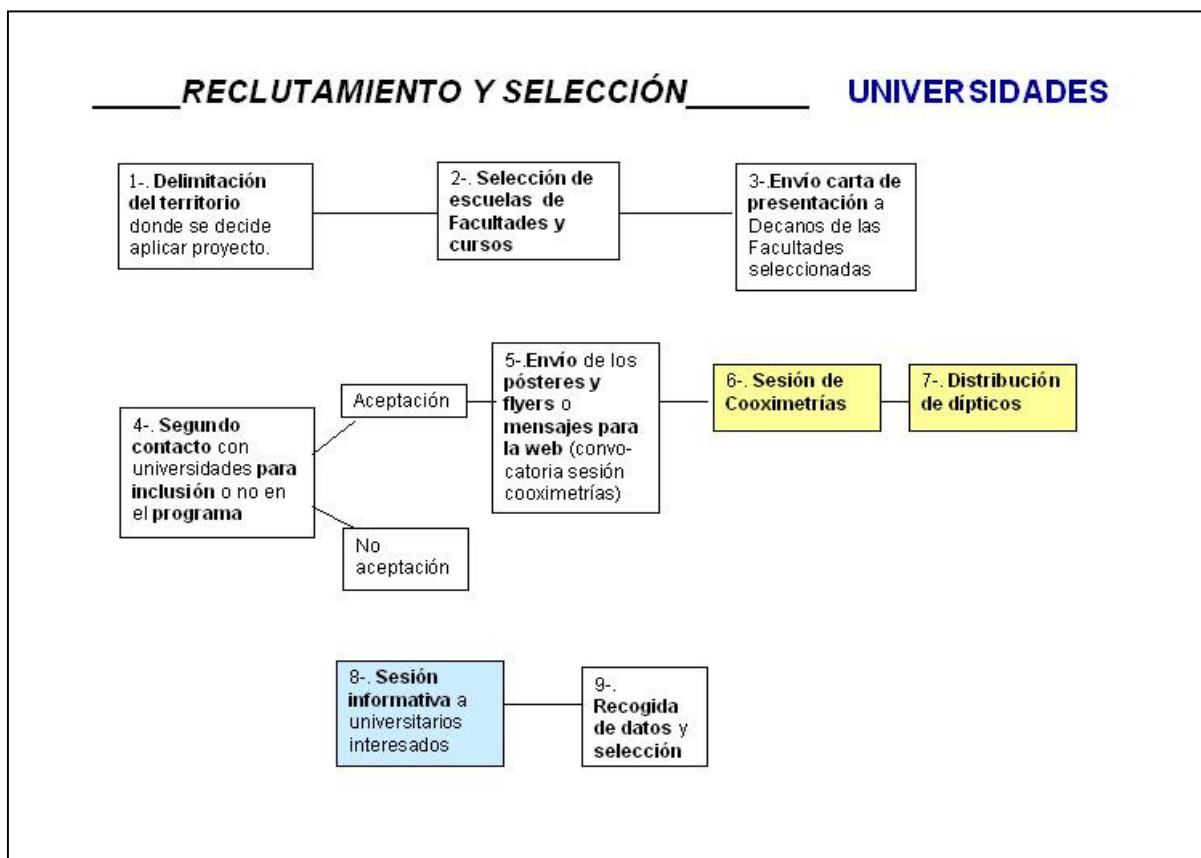 _____RECLUTAMIENTO Y SELECCIÓN_______ UNIVERSIDADES
1-. Delimitación
del territorio
donde se decide
aplicar proyecto.
2-. Selección de
escuelas de
Facultades y
cursos
3-.Envío carta de
presentación a
Decanos de las
Facultades
seleccionadas
4-. Segundo
contacto con
universidades para
inclusión o no en
el programa
Aceptación
No
aceptación
5-.Envío de los
pósteres y
flyers o
mensajes para
la web (convo-
catoria sesión
cooximetrías)
6-. Sesión de
Cooximetrías
7-. Distribución
de dípticos
8-. Sesión
informativa a
universitarios
interesados
9-.
Recogida
de datos y
selección